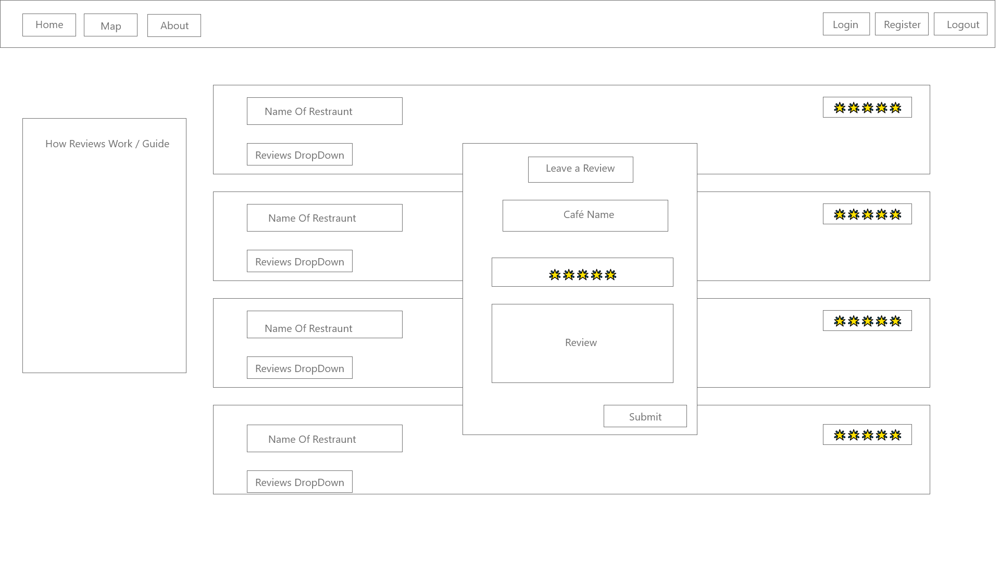 Home
Map
About
Login
Register
Logout
How Reviews Work / Guide
Name Of Restraunt
Reviews DropDown
Name Of Restraunt
Reviews DropDown
Name Of Restraunt
Reviews DropDown
Name Of Restraunt
Reviews DropDown
Leave a Review
Café Name
Review
Submit